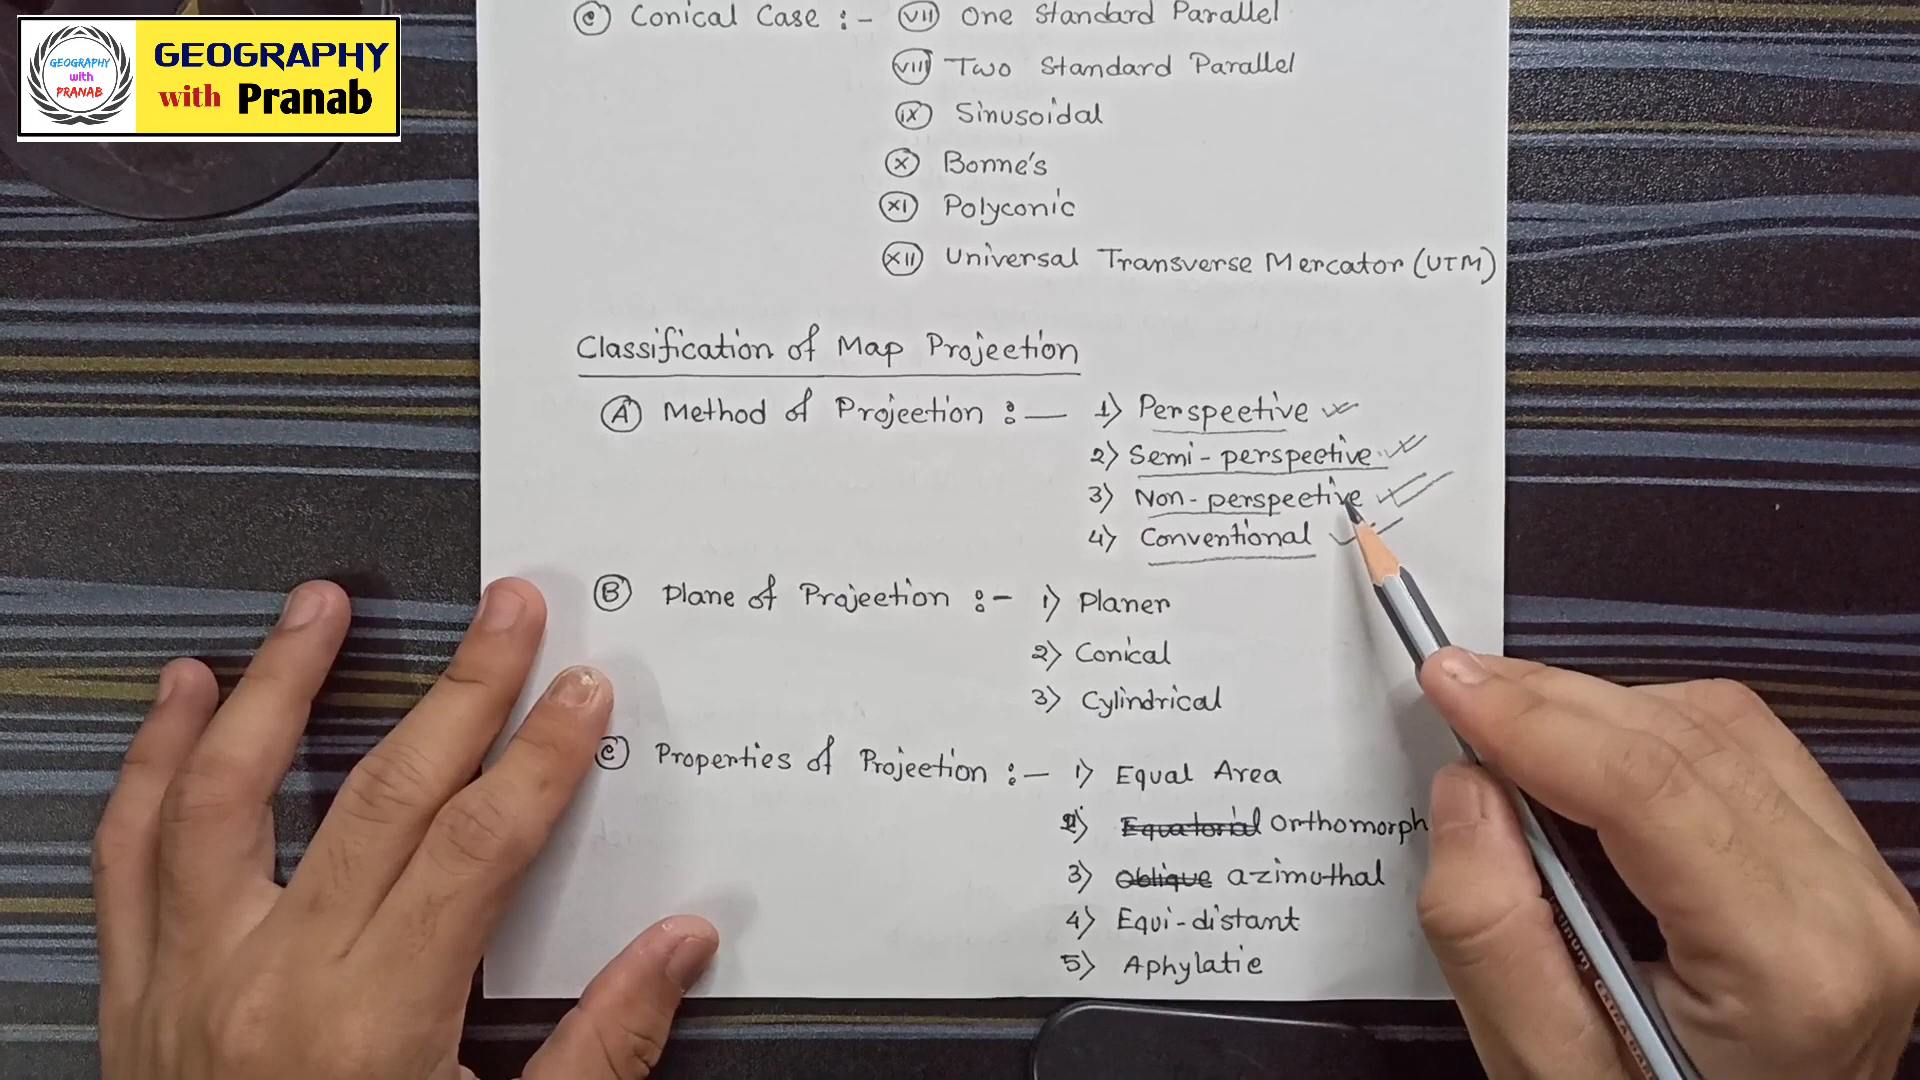 GEOGRAPHY
with
PRANAB
GEOGRAPHY
with Pranab
(C) Conical Case :- (VII) One Standard Parallel
(VIII) Two Standard Parallel
(IX) Sinusoidal
(X) Bonne's
(XI) Polyconic
(XII) Universal Transverse Mercator (UTM)
Classification of Map Projection
(A) Method of Projection :— 1) Perspective
2) Semi-perspective
3) Non-perspective
4) Conventional
(B) Plane of Projection :- 1) Planer
2) Conical
3) Cylindrical
(C) Properties of Projection :— 1) Equal Area
2) Equatorial Orthomorph
3) Oblique azimuthal
4) Equi-distant
5) Aphylatic
EXTRA DA